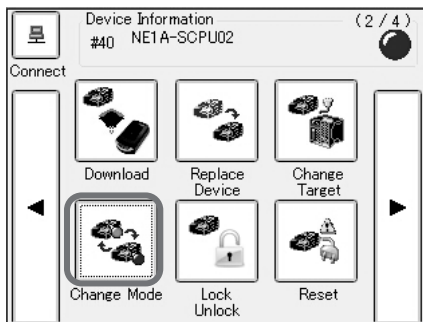 Device Information
(2/4)
#40 NE1A-SCPU02
Connect
Download
Replace
Device
Change
Target
Change Mode
Lock
Unlock
Reset